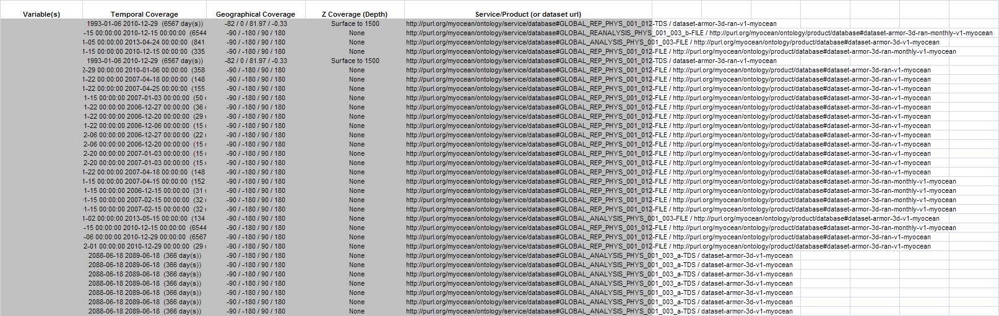 Variable(s) Temporal Coverage Geographical Coverage Z Coverage (Depth) Service/Product (or dataset url)
1993-01-06 2010-12-29 (6567 day(s)) -82 / 0 / 81.97 / -0.33 Surface to 1500 http://purl.org/myocean/ontology/service/database#GLOBAL_REP_PHYS_001_012-TDS / http://purl.org/myocean/ontology/product/database#dataset-armor-3d-ran-v1-myocean
-15 00:00:00 2010-12-15 00:00:00 (6544 -90 / -180 / 90 / 180 None http://purl.org/myocean/ontology/service/database#GLOBAL_REANALYSIS_PHYS_001_003_b-FILE / http://purl.org/myocean/ontology/product/database#dataset-armor-3d-ran-monthly-v1-myocean
1-05 00:00:00 2013-04-24 00:00:00 (841 -90 / -180 / 90 / 180 None http://purl.org/myocean/ontology/service/database#GLOBAL_ANALYSIS_PHYS_001_003-FILE / http://purl.org/myocean/ontology/product/database#dataset-armor-3d-v1-myocean
1-15 00:00:00 2010-12-15 00:00:00 (335 -90 / -180 / 90 / 180 None http://purl.org/myocean/ontology/service/database#GLOBAL_REP_PHYS_001_012-FILE / http://purl.org/myocean/ontology/product/database#dataset-armor-3d-ran-monthly-v1-myocean
1993-01-06 2010-12-29 (6567 day(s)) -82 / 0 / 81.97 / -0.33 Surface to 1500 http://purl.org/myocean/ontology/service/database#GLOBAL_REP_PHYS_001_012-TDS / dataset-armor-3d-ran-v1-myocean
2-29 00:00:00 2010-01-06 00:00:00 (358 -90 / -180 / 90 / 180 None http://purl.org/myocean/ontology/service/database#GLOBAL_REP_PHYS_001_012-FILE / http://purl.org/myocean/ontology/product/database#dataset-armor-3d-ran-v1-myocean
1-22 00:00:00 2007-04-18 00:00:00 (148 -90 / -180 / 90 / 180 None http://purl.org/myocean/ontology/service/database#GLOBAL_REP_PHYS_001_012-FILE / http://purl.org/myocean/ontology/product/database#dataset-armor-3d-ran-v1-myocean
1-22 00:00:00 2007-04-25 00:00:00 (155 -90 / -180 / 90 / 180 None http://purl.org/myocean/ontology/service/database#GLOBAL_REP_PHYS_001_012-FILE / http://purl.org/myocean/ontology/product/database#dataset-armor-3d-ran-v1-myocean
1-15 00:00:00 2007-01-03 00:00:00 (50 -90 / -180 / 90 / 180 None http://purl.org/myocean/ontology/service/database#GLOBAL_REP_PHYS_001_012-FILE / http://purl.org/myocean/ontology/product/database#dataset-armor-3d-ran-v1-myocean
1-22 00:00:00 2006-12-27 00:00:00 (36 -90 / -180 / 90 / 180 None http://purl.org/myocean/ontology/service/database#GLOBAL_REP_PHYS_001_012-FILE / http://purl.org/myocean/ontology/product/database#dataset-armor-3d-ran-v1-myocean
1-22 00:00:00 2006-12-20 00:00:00 (29 -90 / -180 / 90 / 180 None http://purl.org/myocean/ontology/service/database#GLOBAL_REP_PHYS_001_012-FILE / http://purl.org/myocean/ontology/product/database#dataset-armor-3d-ran-v1-myocean
1-22 00:00:00 2006-12-06 00:00:00 (15 -90 / -180 / 90 / 180 None http://purl.org/myocean/ontology/service/database#GLOBAL_REP_PHYS_001_012-FILE / http://purl.org/myocean/ontology/product/database#dataset-armor-3d-ran-v1-myocean
2-06 00:00:00 2006-12-27 00:00:00 (22 -90 / -180 / 90 / 180 None http://purl.org/myocean/ontology/service/database#GLOBAL_REP_PHYS_001_012-FILE / http://purl.org/myocean/ontology/product/database#dataset-armor-3d-ran-v1-myocean
2-06 00:00:00 2006-12-20 00:00:00 (15 -90 / -180 / 90 / 180 None http://purl.org/myocean/ontology/service/database#GLOBAL_REP_PHYS_001_012-FILE / http://purl.org/myocean/ontology/product/database#dataset-armor-3d-ran-v1-myocean
2-20 00:00:00 2007-01-03 00:00:00 (15 -90 / -180 / 90 / 180 None http://purl.org/myocean/ontology/service/database#GLOBAL_REP_PHYS_001_012-FILE / http://purl.org/myocean/ontology/product/database#dataset-armor-3d-ran-v1-myocean
2-20 00:00:00 2007-01-03 00:00:00 (15 -90 / -180 / 90 / 180 None http://purl.org/myocean/ontology/service/database#GLOBAL_REP_PHYS_001_012-FILE / http://purl.org/myocean/ontology/product/database#dataset-armor-3d-ran-v1-myocean
1-22 00:00:00 2007-04-18 00:00:00 (148 -90 / -180 / 90 / 180 None http://purl.org/myocean/ontology/service/database#GLOBAL_REP_PHYS_001_012-FILE / http://purl.org/myocean/ontology/product/database#dataset-armor-3d-ran-v1-myocean
1-15 00:00:00 2007-04-15 00:00:00 (152 -90 / -180 / 90 / 180 None http://purl.org/myocean/ontology/service/database#GLOBAL_REP_PHYS_001_012-FILE / http://purl.org/myocean/ontology/product/database#dataset-armor-3d-ran-monthly-v1-myocean
1-15 00:00:00 2006-12-15 00:00:00 (31 -90 / -180 / 90 / 180 None http://purl.org/myocean/ontology/service/database#GLOBAL_REP_PHYS_001_012-FILE / http://purl.org/myocean/ontology/product/database#dataset-armor-3d-ran-monthly-v1-myocean
01-15 00:00:00 2007-02-15 00:00:00 (32 -90 / -180 / 90 / 180 None http://purl.org/myocean/ontology/service/database#GLOBAL_REP_PHYS_001_012-FILE / http://purl.org/myocean/ontology/product/database#dataset-armor-3d-ran-monthly-v1-myocean
01-15 00:00:00 2007-02-15 00:00:00 (32 -90 / -180 / 90 / 180 None http://purl.org/myocean/ontology/service/database#GLOBAL_REP_PHYS_001_012-FILE / http://purl.org/myocean/ontology/product/database#dataset-armor-3d-ran-monthly-v1-myocean
1-02 00:00:00 2013-05-15 00:00:00 (134 -90 / -180 / 90 / 180 None http://purl.org/myocean/ontology/service/database#GLOBAL_ANALYSIS_PHYS_001_003-FILE / http://purl.org/myocean/ontology/product/database#dataset-armor-3d-v1-myocean
-15 00:00:00 2010-12-15 00:00:00 (6544 -90 / -180 / 90 / 180 None http://purl.org/myocean/ontology/service/database#GLOBAL_REP_PHYS_001_012-FILE / http://purl.org/myocean/ontology/product/database#dataset-armor-3d-ran-monthly-v1-myocean
-06 00:00:00 2010-12-29 00:00:00 (6567 -90 / -180 / 90 / 180 None http://purl.org/myocean/ontology/service/database#GLOBAL_REP_PHYS_001_012-FILE / http://purl.org/myocean/ontology/product/database#dataset-armor-3d-ran-v1-myocean
2-01 00:00:00 2010-12-29 00:00:00 (29 -90 / -180 / 90 / 180 None http://purl.org/myocean/ontology/service/database#GLOBAL_REP_PHYS_001_012-FILE / http://purl.org/myocean/ontology/product/database#dataset-armor-3d-ran-v1-myocean
2088-06-18 2089-06-18 (366 day(s)) -90 / -180 / 90 / 180 None http://purl.org/myocean/ontology/service/database#GLOBAL_ANALYSIS_PHYS_001_003_a-TDS / dataset-armor-3d-v1-myocean
2088-06-18 2089-06-18 (366 day(s)) -90 / -180 / 90 / 180 None http://purl.org/myocean/ontology/service/database#GLOBAL_ANALYSIS_PHYS_001_003_a-TDS / dataset-armor-3d-v1-myocean
2088-06-18 2089-06-18 (366 day(s)) -90 / -180 / 90 / 180 None http://purl.org/myocean/ontology/service/database#GLOBAL_ANALYSIS_PHYS_001_003_a-TDS / dataset-armor-3d-v1-myocean
2088-06-18 2089-06-18 (366 day(s)) -90 / -180 / 90 / 180 None http://purl.org/myocean/ontology/service/database#GLOBAL_ANALYSIS_PHYS_001_003_a-TDS / dataset-armor-3d-v1-myocean
2088-06-18 2089-06-18 (366 day(s)) -90 / -180 / 90 / 180 None http://purl.org/myocean/ontology/service/database#GLOBAL_ANALYSIS_PHYS_001_003_a-TDS / dataset-armor-3d-v1-myocean
2088-06-18 2089-06-18 (366 day(s)) -90 / -180 / 90 / 180 None http://purl.org/myocean/ontology/service/database#GLOBAL_ANALYSIS_PHYS_001_003_a-TDS / dataset-armor-3d-v1-myocean
2088-06-18 2089-06-18 (366 day(s)) -90 / -180 / 90 / 180 None http://purl.org/myocean/ontology/service/database#GLOBAL_ANALYSIS_PHYS_001_003_a-TDS / dataset-armor-3d-v1-myocean